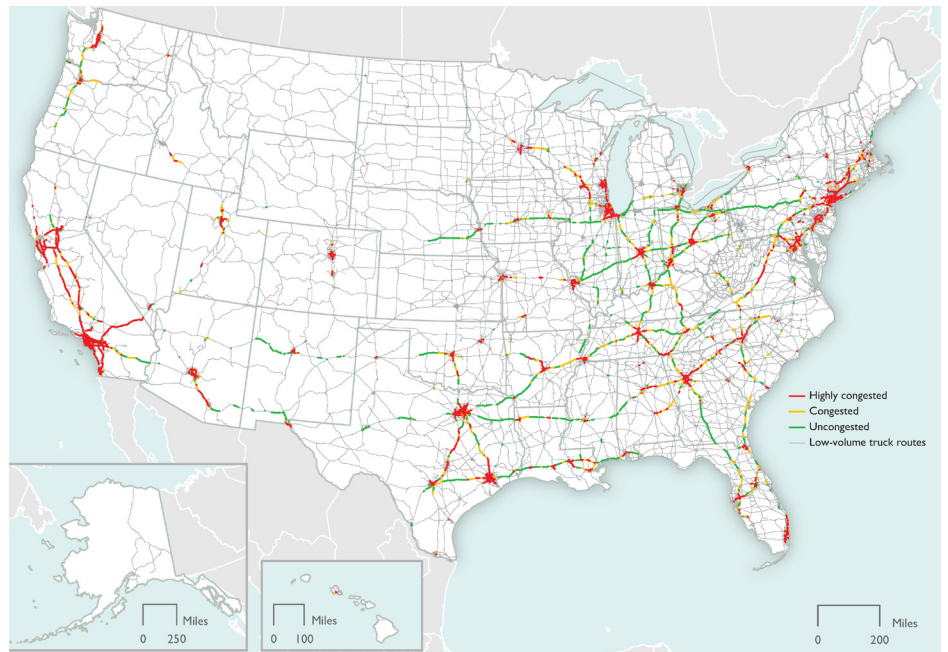 Highly congested
Congested
Uncongested
Low-volume truck routes
Miles
0 250
Miles
0 100
Miles
0 200